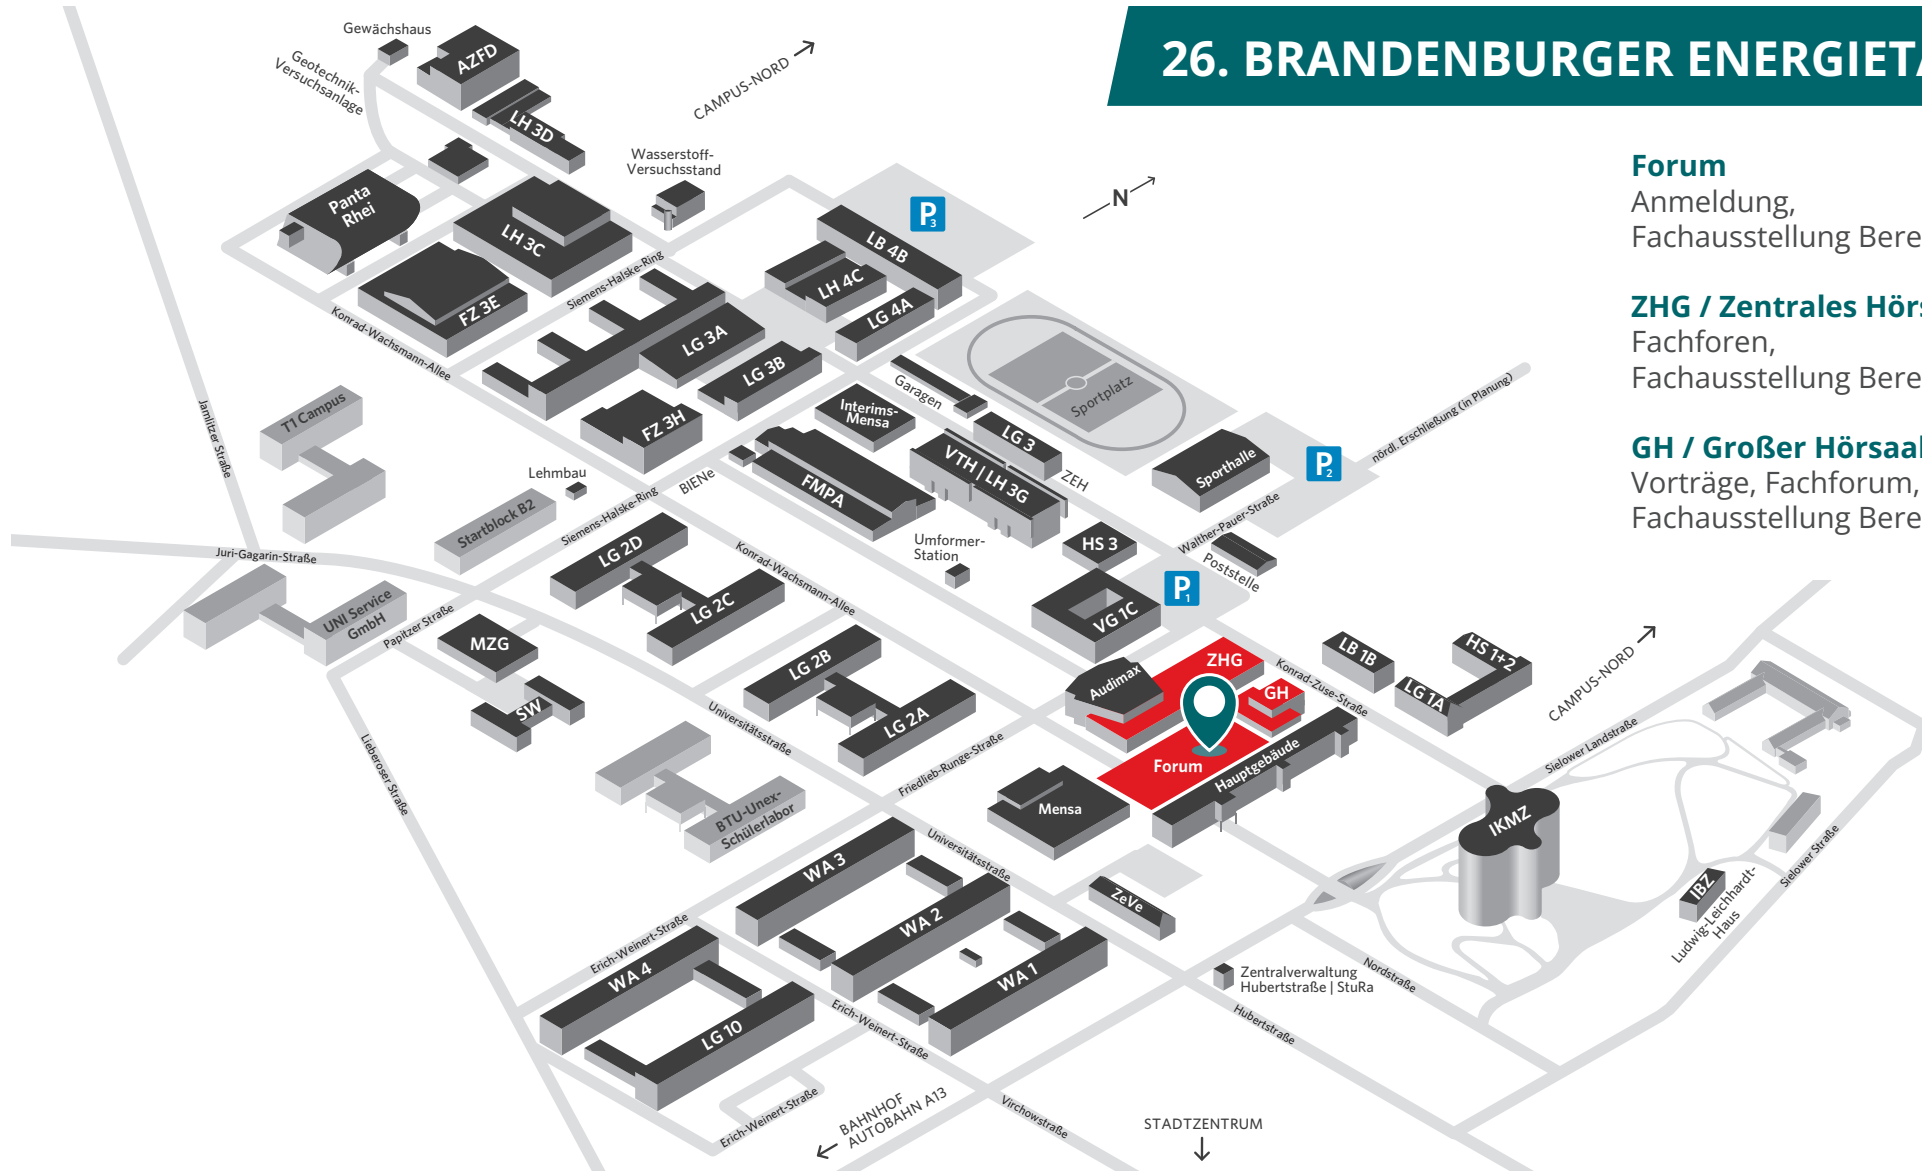 26. BRANDENBURGER ENERGIETA
Forum
Anmeldung,
Fachausstellung Bere
ZHG / Zentrales Hörs
Fachforen,
Fachausstellung Bere
GH / Großer Hörsaal
Vorträge, Fachforum,
Fachausstellung Bere
Gewächshaus
AZFD
Geotechnik-
Versuchsanlage
LH 3D
CAMPUS-NORD
Wasserstoff-
Versuchsstand
N
Panta
Rhei
LH 3C
P3
LB 4B
Siemens-Halske-Ring
LH 4C
FZ 3E
LG 4A
Konrad-Wachsmann-Allee
LG 3A
LG 3B
Garagen
Sportplatz
nördl. Erschließung (in Planung)
Jamlitzer Straße
T1 Campus
FZ 3H
Interims-
Mensa
LG 3
Sporthalle
P2
Lehmbau
BIENe
FMPA
VTH | LH 3G
ZEH
Startblock B2
Siemens-Halske-Ring
Walther-Pauer-Straße
Juri-Gagarin-Straße
LG 2D
Umformer-
Station
HS 3
Poststelle
Konrad-Wachsmann-Allee
P1
UNI Service
GmbH
LG 2C
VG 1C
Papitzer Straße
MZG
LG 2B
ZHG
LB 1B
HS 1+2
CAMPUS-NORD
Audimax
GH
Konrad-Zuse-Straße
LG 1A
SW
Universitätsstraße
LG 2A
Lieberoser Straße
Friedlieb-Runge-Straße
Forum
Hauptgebäude
Sielower Landstraße
BTU-Unex-
Schülerlabor
Mensa
IKMZ
Universitätsstraße
Sielower Straße
WA 3
ZeVe
IBZ
Ludwig-Leichhardt-
Haus
WA 2
Erich-Weinert-Straße
WA 4
WA 1
Zentralverwaltung
Hubertstraße | StuRa
Nordstraße
LG 10
Erich-Weinert-Straße
Hubertstraße
Erich-Weinert-Straße
BAHNHOF
AUTOBAHN A13
Virchowstraße
STADTZENTRUM